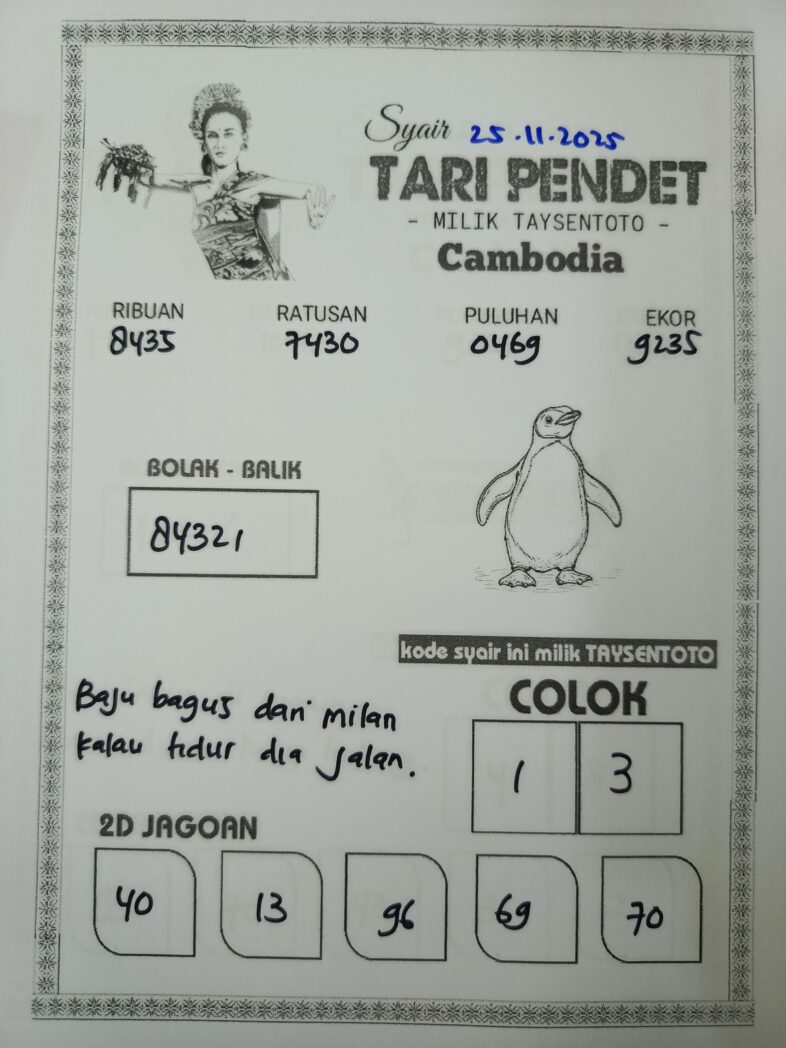 Syair 25.11.2025
TARI PENDET
- MILIK TAYSENTOTO -
Cambodia
RIBUAN RATUSAN PULUHAN EKOR
8435 7430 0469 9235
BOLAK - BALIK
84321
kode syair ini milik TAYSENTOTO
COLOK
1 3
Baju bagus dari milan
kalau tidur dia jalan.
2D JAGOAN
40 13 96 69 70